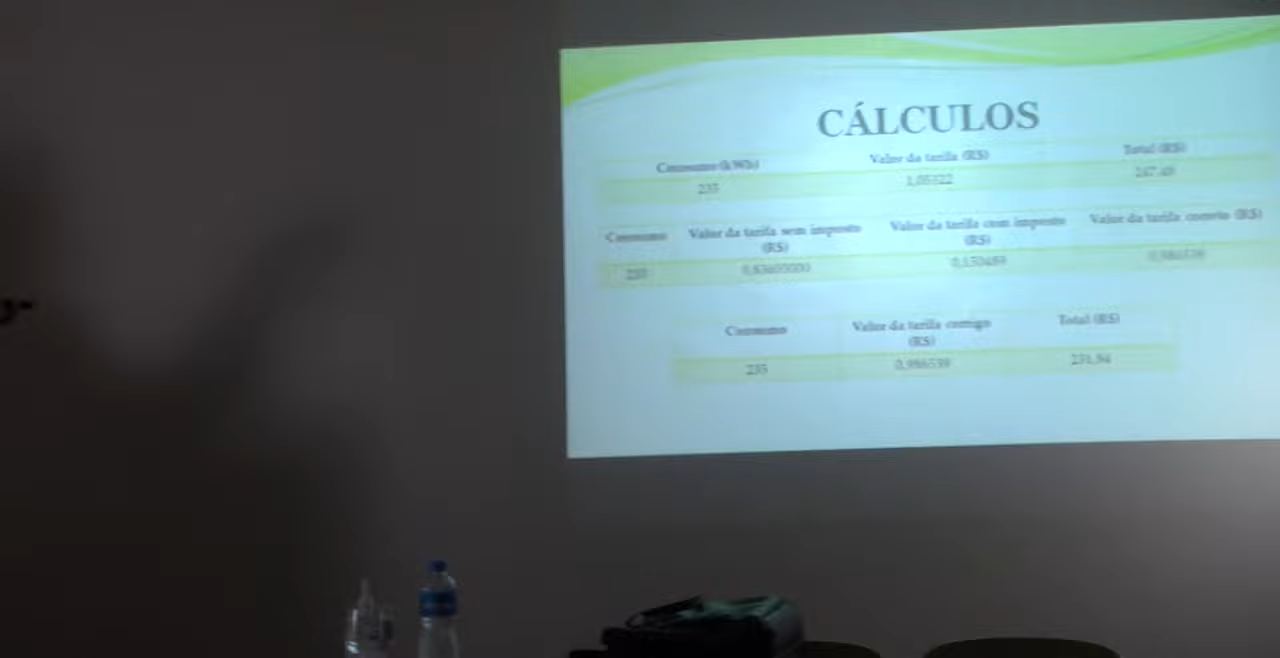 CÁLCULOS
Consumo (kWh) Valor da tarifa (R$) Total (R$)
235 1,05322 247,49
Consumo Valor da tarifa sem imposto Valor da tarifa com imposto Valor da tarifa correto (R$)
(R$) (R$)
235
Consumo Valor da tarifa Total (R$)
(R$)
235 0,986539 231,84